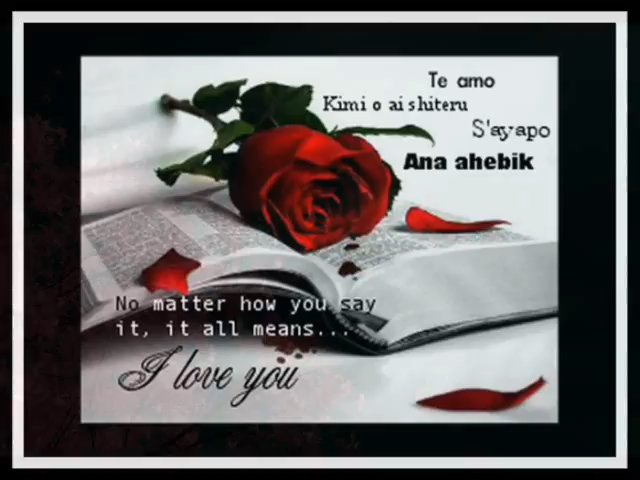 Te amo
Kimi o ai shiteru
S'ayapo
Ana ahebik
No matter how you say
it, it all means...
I love you